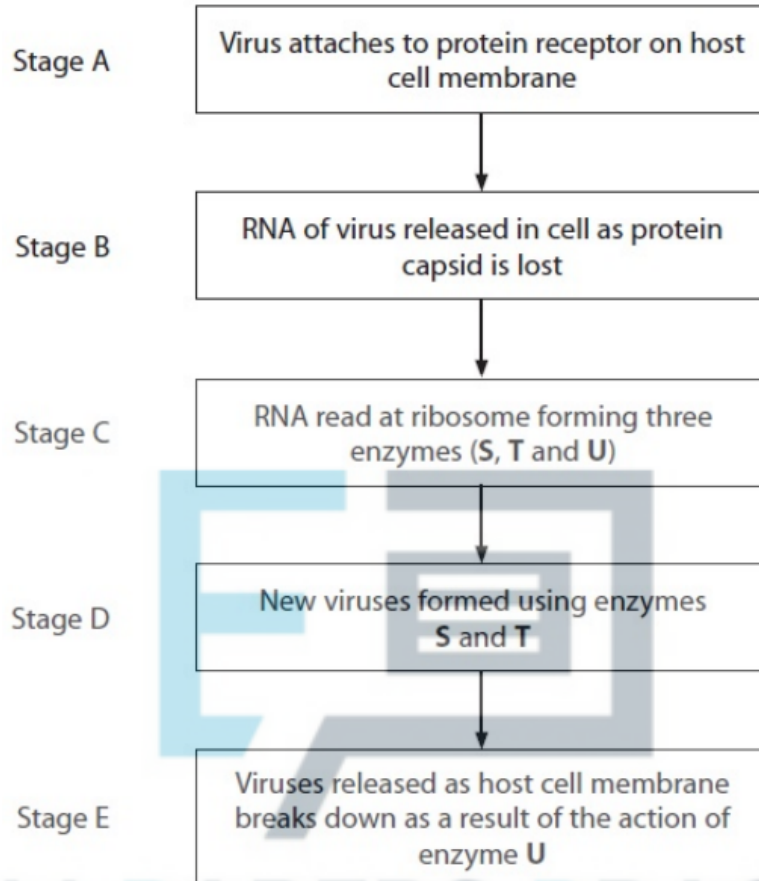 Stage A
Virus attaches to protein receptor on host
cell membrane
Stage B
RNA of virus released in cell as protein
capsid is lost
Stage C
RNA read at ribosome forming three
enzymes (S, T and U)
Stage D
New viruses formed using enzymes
S and T
Stage E
Viruses released as host cell membrane
breaks down as a result of the action of
enzyme U